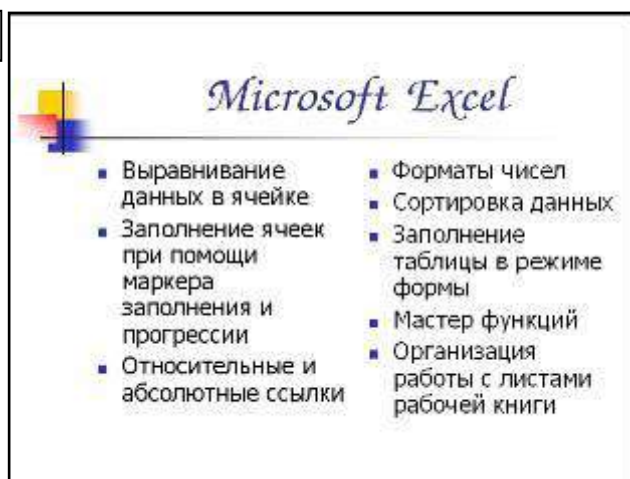 Microsoft Excel
Выравнивание
данных в ячейке
Заполнение ячеек
при помощи
маркера
заполнения и
прогрессии
Относительные и
абсолютные ссылки
Форматы чисел
Сортировка данных
Заполнение
таблицы в режиме
формы
Мастер функций
Организация
работы с листами
рабочей книги